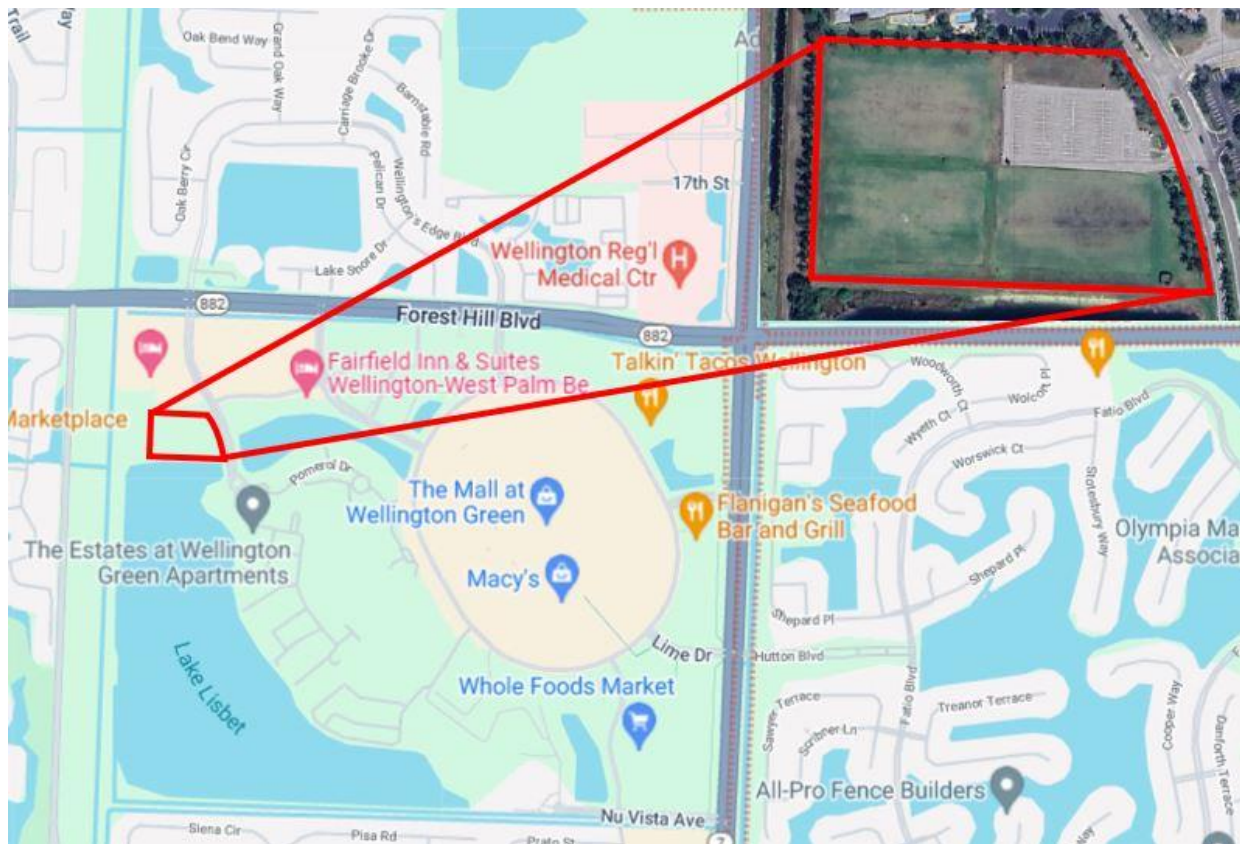 Trail
Way
Oak Bend Way
Grand Oak Way
Carriage Brooke Dr
Barnstable Rd
Ac
Oak Berry Cir
Pelican Dr
Wellington's Edge Blvd
17th St
Lake Shore Dr
Wellington Reg'l
Medical Ctr
H
882
Forest Hill Blvd
882
Fairfield Inn & Suites
Wellington-West Palm Be
Talkin' Tacos Wellington
Marketplace
Woodworth Ct
Wolcott Pl
Wyeth Ct
Fatio Blvd
Worswick Ct
Pomerol Dr
The Mall at
Wellington Green
Flanigan's Seafood
Bar and Grill
Stotesbury Way
The Estates at Wellington
Green Apartments
Olympia Ma
Associa
Macy's
Shepard Pl
Shepard Pl
Lime Dr
Hutton Blvd
Lake Lisbet
Whole Foods Market
Sawyer Terrace
Fatio Blvd
Treanor Terrace
Scribner Ln
Cooper Way
Danforth Terrace
All-Pro Fence Builders
Nu Vista Ave
Siena Cir
Pisa Rd
Prato St
7
Way